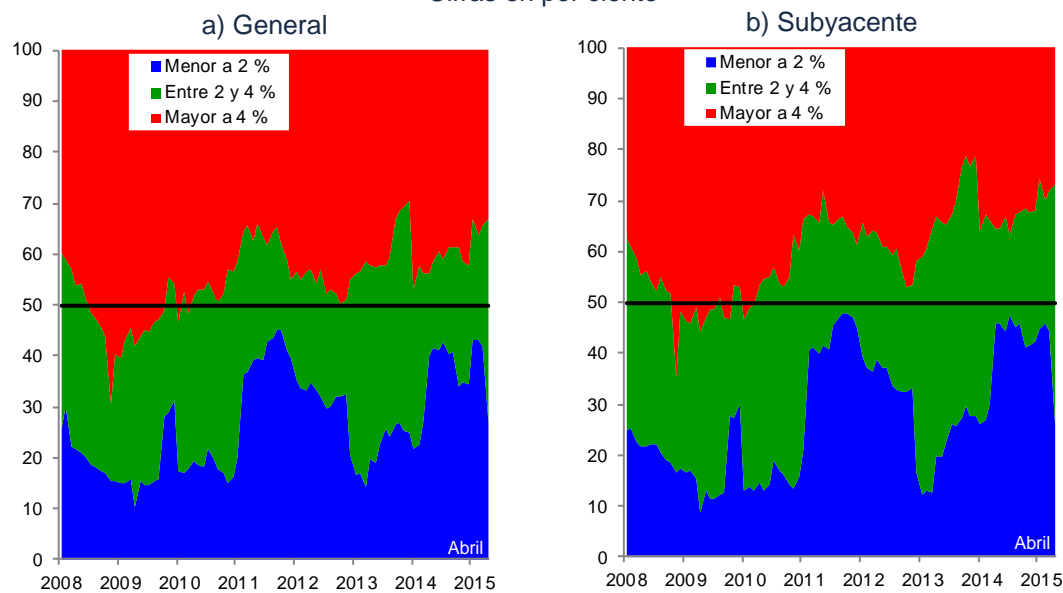 Cifras en por ciento
a) General
Menor a 2 %
Entre 2 y 4 %
Mayor a 4 %
100
90
80
70
60
50
40
30
20
10
0
Abril
2008 2009 2010 2011 2012 2013 2014 2015
b) Subyacente
Menor a 2 %
Entre 2 y 4 %
Mayor a 4 %
100
90
80
70
60
50
40
30
20
10
0
Abril
2008 2009 2010 2011 2012 2013 2014 2015